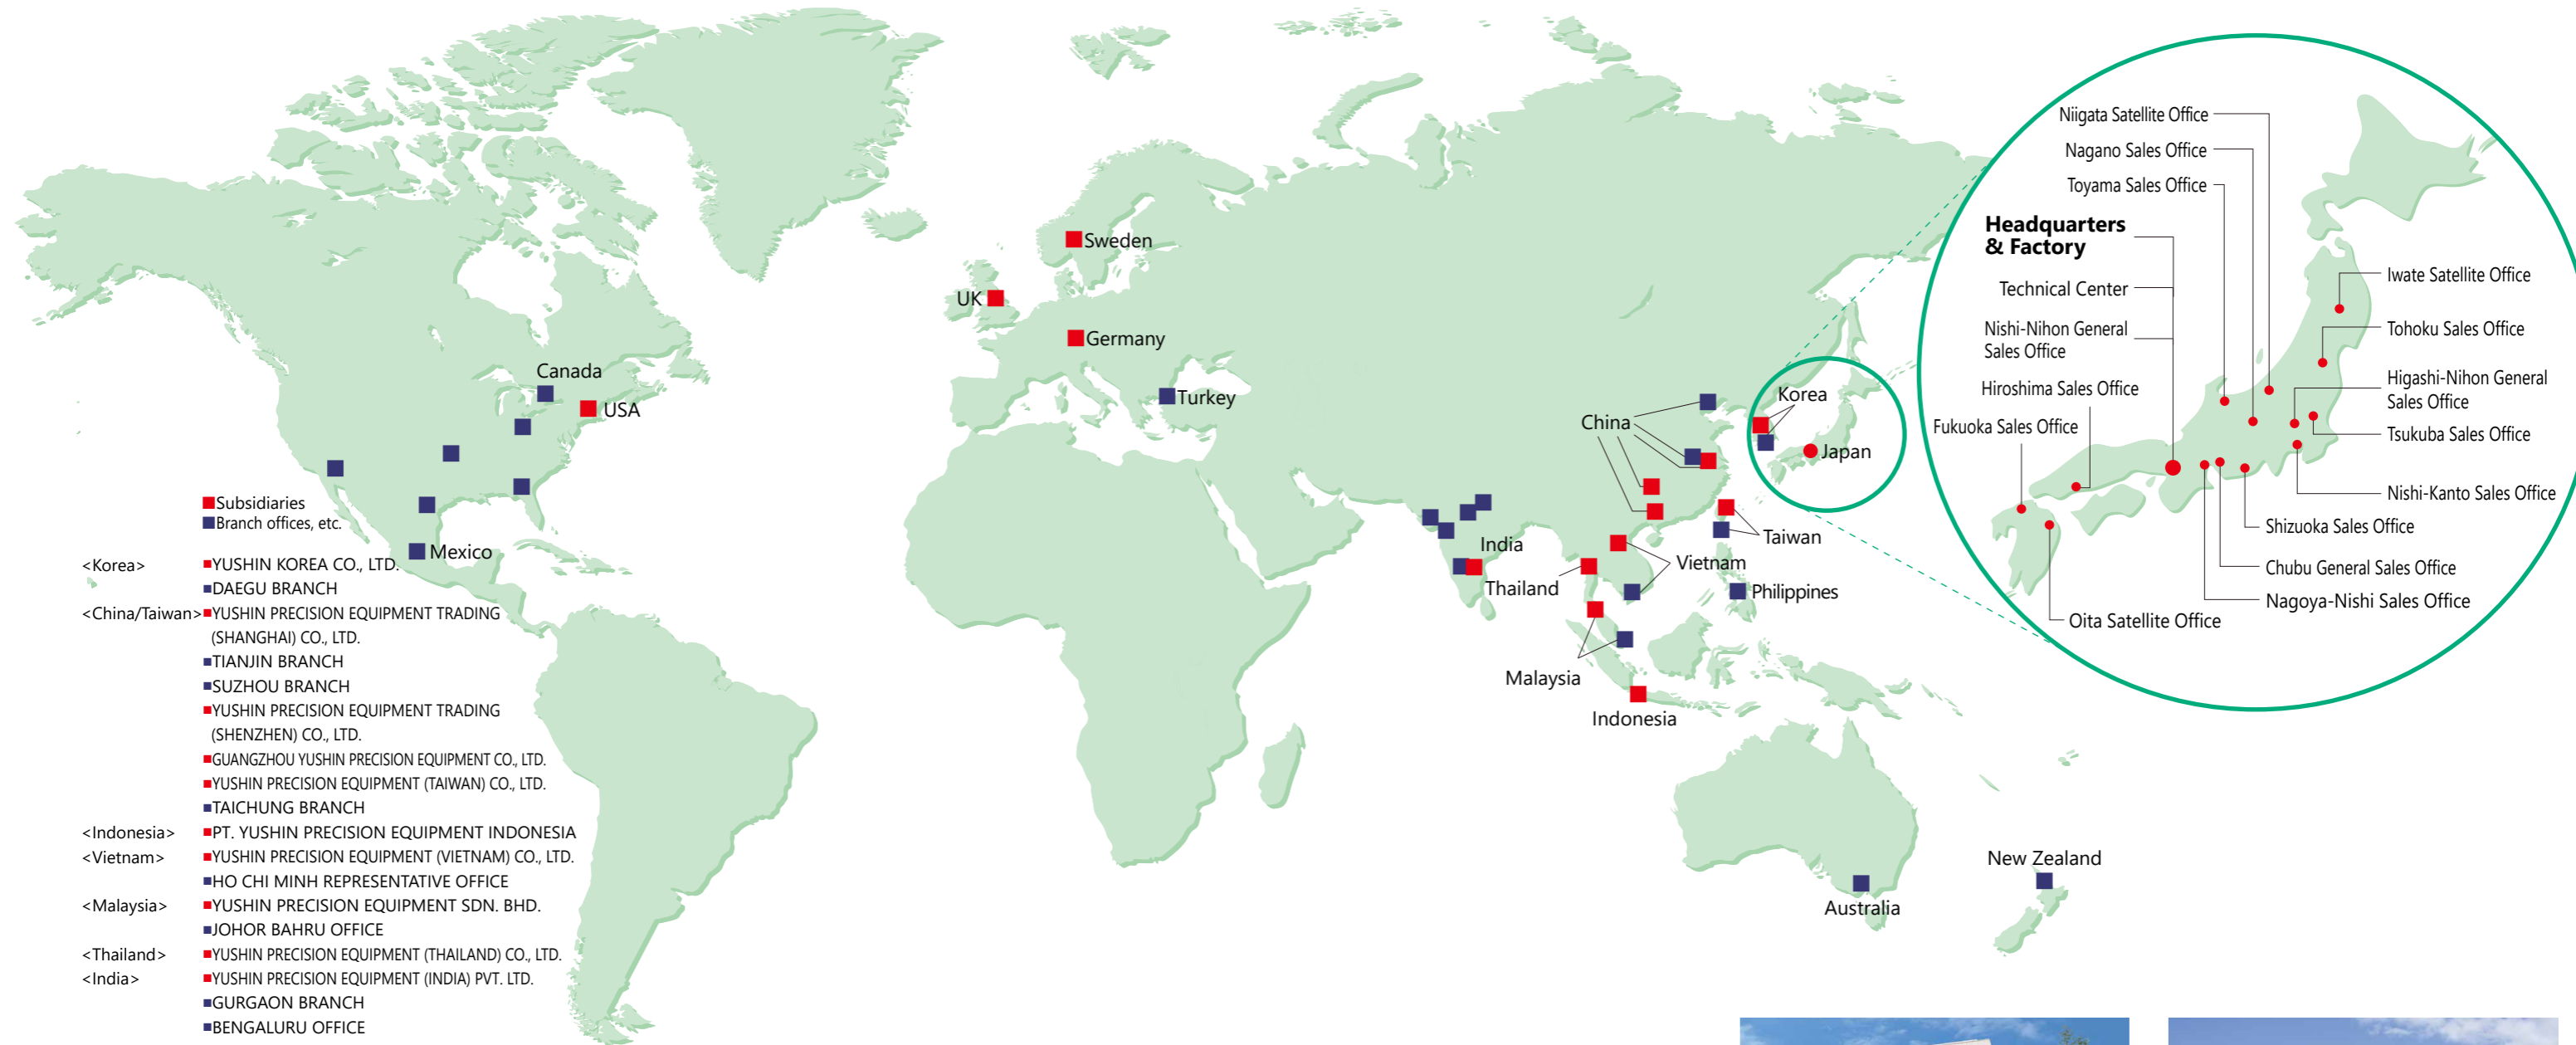 Sweden
UK
Germany
Canada
USA
Turkey
Mexico
China
Korea
Japan
India
Taiwan
Vietnam
Thailand
Philippines
Malaysia
Indonesia
Australia
New Zealand
Niigata Satellite Office
Nagano Sales Office
Toyama Sales Office
Headquarters
& Factory
Technical Center
Nishi-Nihon General
Sales Office
Hiroshima Sales Office
Fukuoka Sales Office
Iwate Satellite Office
Tohoku Sales Office
Higashi-Nihon General
Sales Office
Tsukuba Sales Office
Nishi-Kanto Sales Office
Shizuoka Sales Office
Chubu General Sales Office
Nagoya-Nishi Sales Office
Oita Satellite Office
■Subsidiaries
■Branch offices, etc.
<Korea> ■YUSHIN KOREA CO., LTD.
■DAEGU BRANCH
<China/Taiwan> ■YUSHIN PRECISION EQUIPMENT TRADING
(SHANGHAI) CO., LTD.
■TIANJIN BRANCH
■SUZHOU BRANCH
■YUSHIN PRECISION EQUIPMENT TRADING
(SHENZHEN) CO., LTD.
■GUANGZHOU YUSHIN PRECISION EQUIPMENT CO., LTD.
■YUSHIN PRECISION EQUIPMENT (TAIWAN) CO., LTD.
■TAICHUNG BRANCH
<Indonesia> ■PT. YUSHIN PRECISION EQUIPMENT INDONESIA
<Vietnam> ■YUSHIN PRECISION EQUIPMENT (VIETNAM) CO., LTD.
■HO CHI MINH REPRESENTATIVE OFFICE
<Malaysia> ■YUSHIN PRECISION EQUIPMENT SDN. BHD.
■JOHOR BAHRU OFFICE
<Thailand> ■YUSHIN PRECISION EQUIPMENT (THAILAND) CO., LTD.
<India> ■YUSHIN PRECISION EQUIPMENT (INDIA) PVT. LTD.
■GURGAON BRANCH
■BENGALURU OFFICE